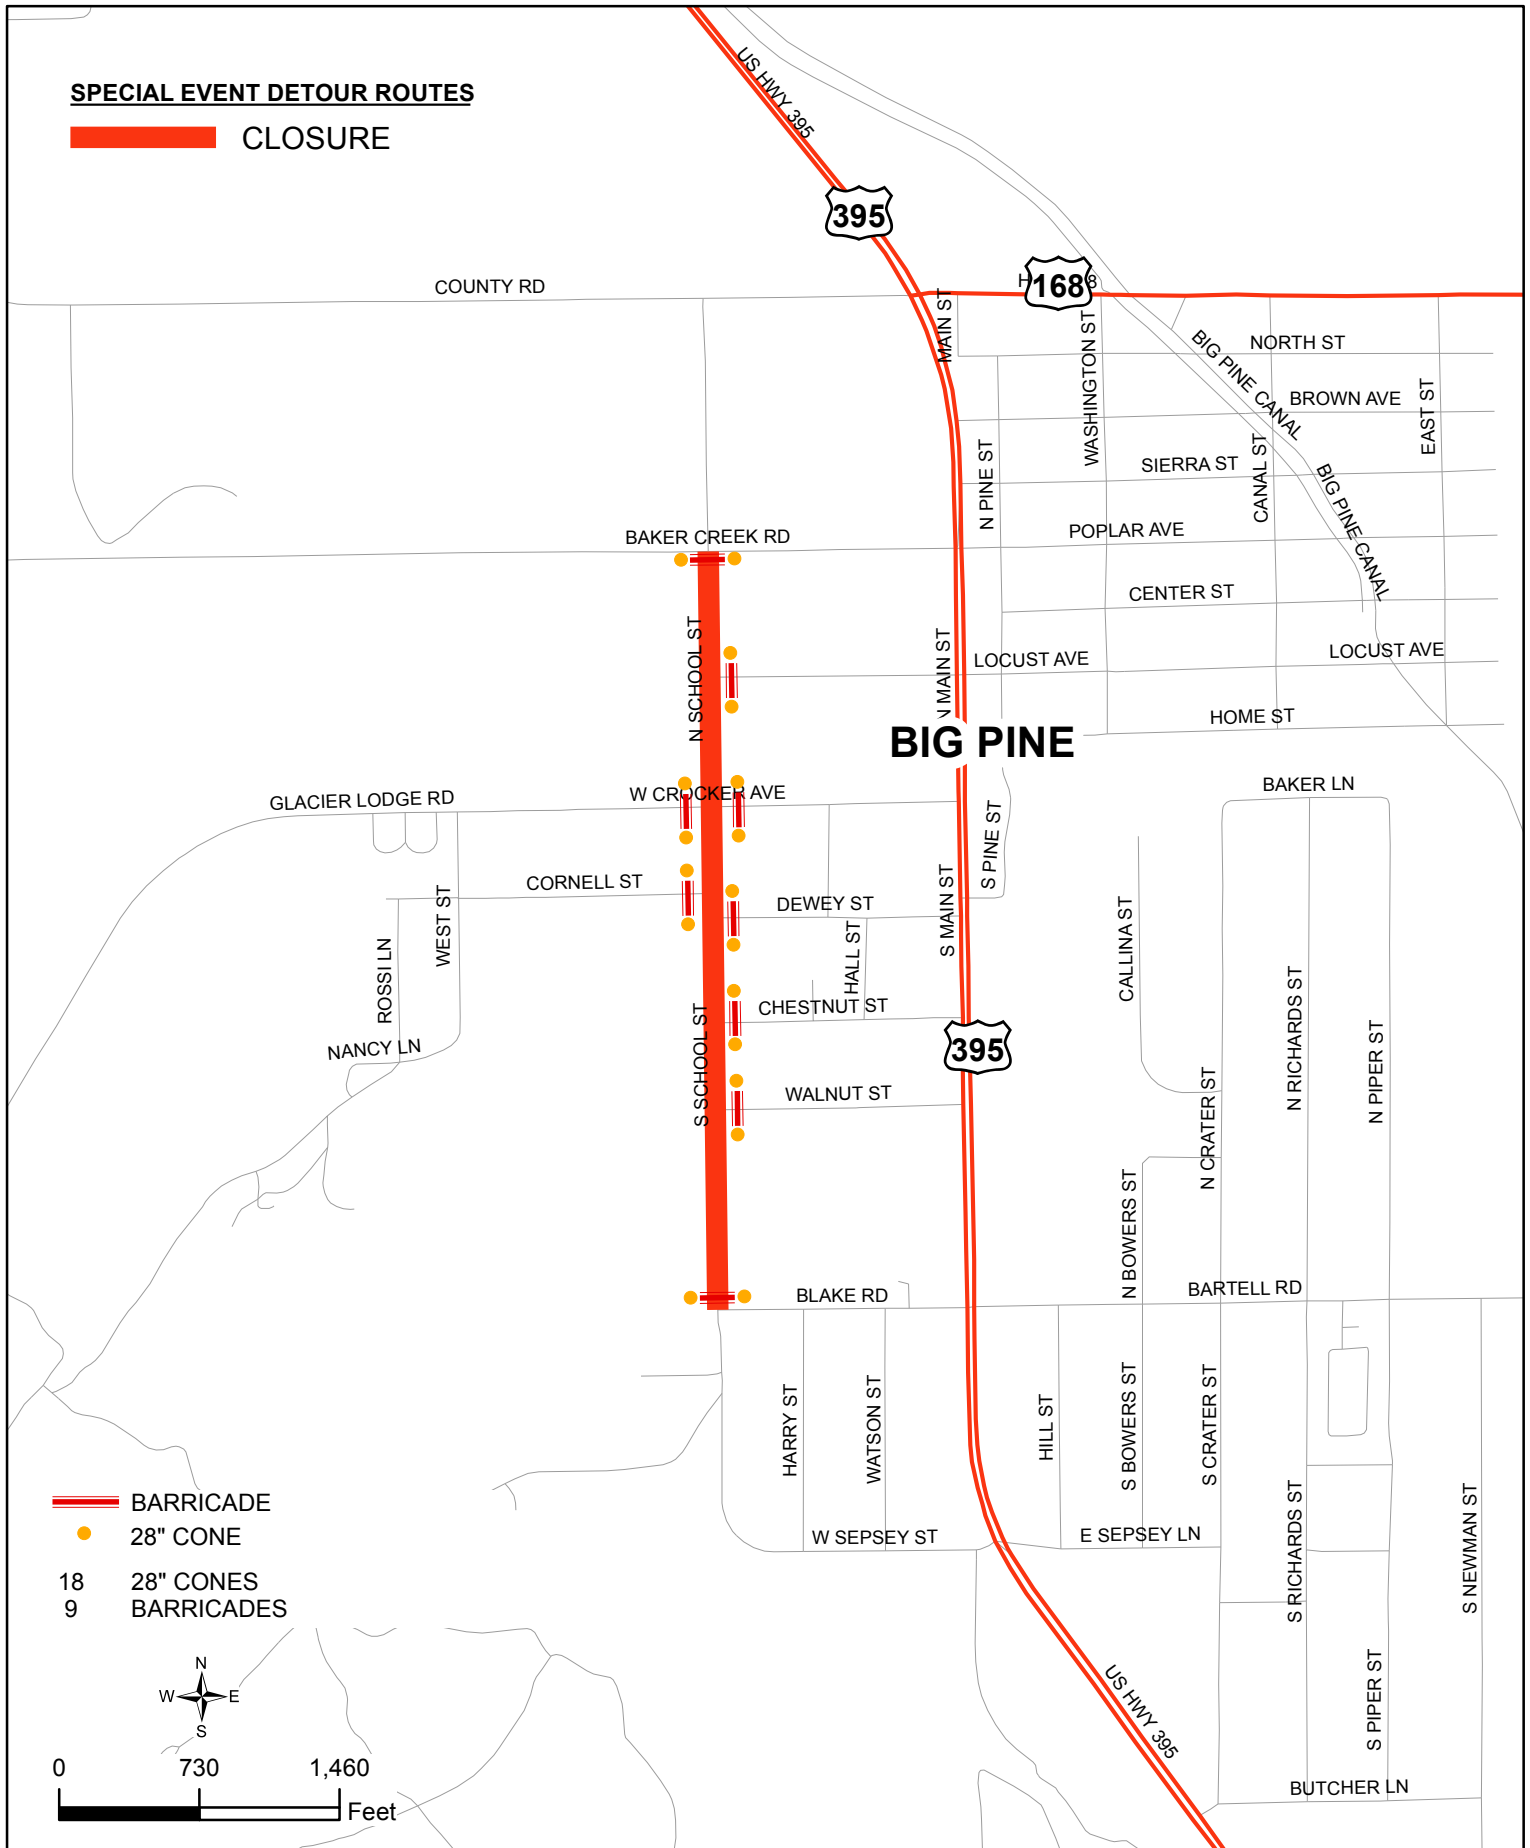 SPECIAL EVENT DETOUR ROUTES
CLOSURE
US HWY 395
395
COUNTY RD
168
MAIN ST
WASHINGTON ST
NORTH ST
BIG PINE CANAL
BROWN AVE
EAST ST
N PINE ST
SIERRA ST
CANAL ST
BIG PINE CANAL
BAKER CREEK RD
POPLAR AVE
CENTER ST
N SCHOOL ST
N MAIN ST
LOCUST AVE
LOCUST AVE
HOME ST
BIG PINE
GLACIER LODGE RD
W CROCKER AVE
BAKER LN
S PINE ST
CORNELL ST
DEWEY ST
WEST ST
ROSSI LN
HALL ST
S MAIN ST
CALLINA ST
CHESTNUT ST
NANCY LN
S SCHOOL ST
395
N RICHARDS ST
N PIPER ST
WALNUT ST
N CRATER ST
N BOWERS ST
BLAKE RD
BARTELL RD
HARRY ST
WATSON ST
HILL ST
S BOWERS ST
S CRATER ST
BARRICADE
28" CONE
W SEPSEY ST
E SEPSEY LN
S RICHARDS ST
S NEWMAN ST
18 28" CONES
9 BARRICADES
N
W E
S
US HWY 395
S PIPER ST
0 730 1,460
Feet
BUTCHER LN